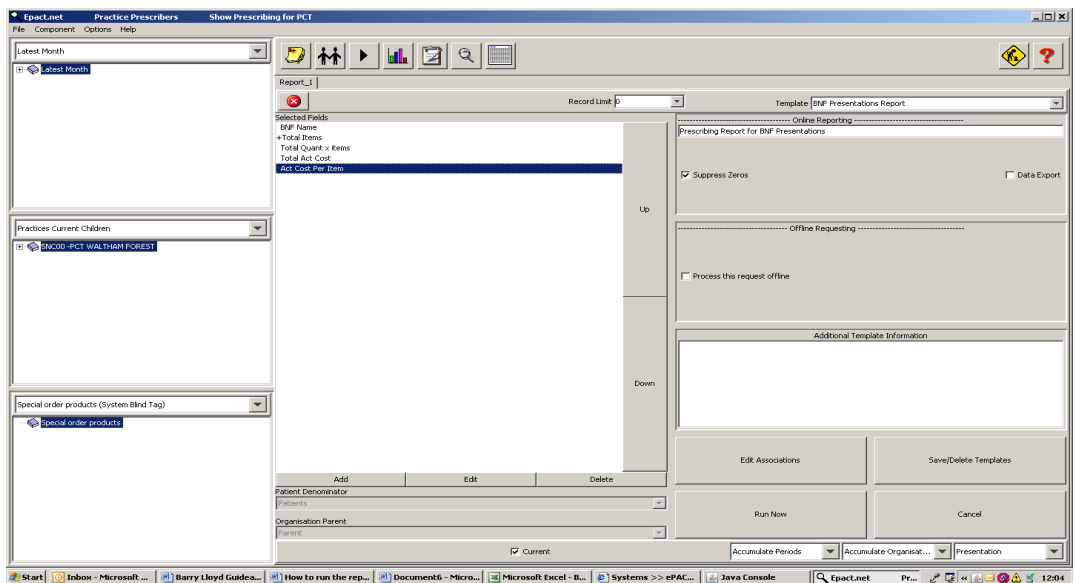 Epact.net Practice Prescribers Show Prescribing for PCT
File Component Options Help
Latest Month
Latest Month
Practices Current Children
5NC00 -PCT WALTHAM FOREST
Special order products (System Blind Tag)
Special order products
Report_1
Record Limit 0
Template BNF Presentations Report
Selected Fields
BNF Name
+Total Items
Total Quant x items
Total Act Cost
Act Cost Per Item
Up
Down
Add Edit Delete
Patient Denominator
Patients
Organisation Parent
Parent
Current
Online Reporting
Prescribing Report for BNF Presentations
Suppress Zeros Data Export
Offline Requesting
Process this request offline
Additional Template Information
Edit Associations Save/Delete Templates
Run Now Cancel
Accumulate Periods Accumulate Organisat... Presentation
Start Inbox - Microsoft ... Barry Lloyd Guidea... How to run the rep... Document6 - Micro... Microsoft Excel - B... Systems >> ePAC... Java Console Epact.net Pr... 12:04